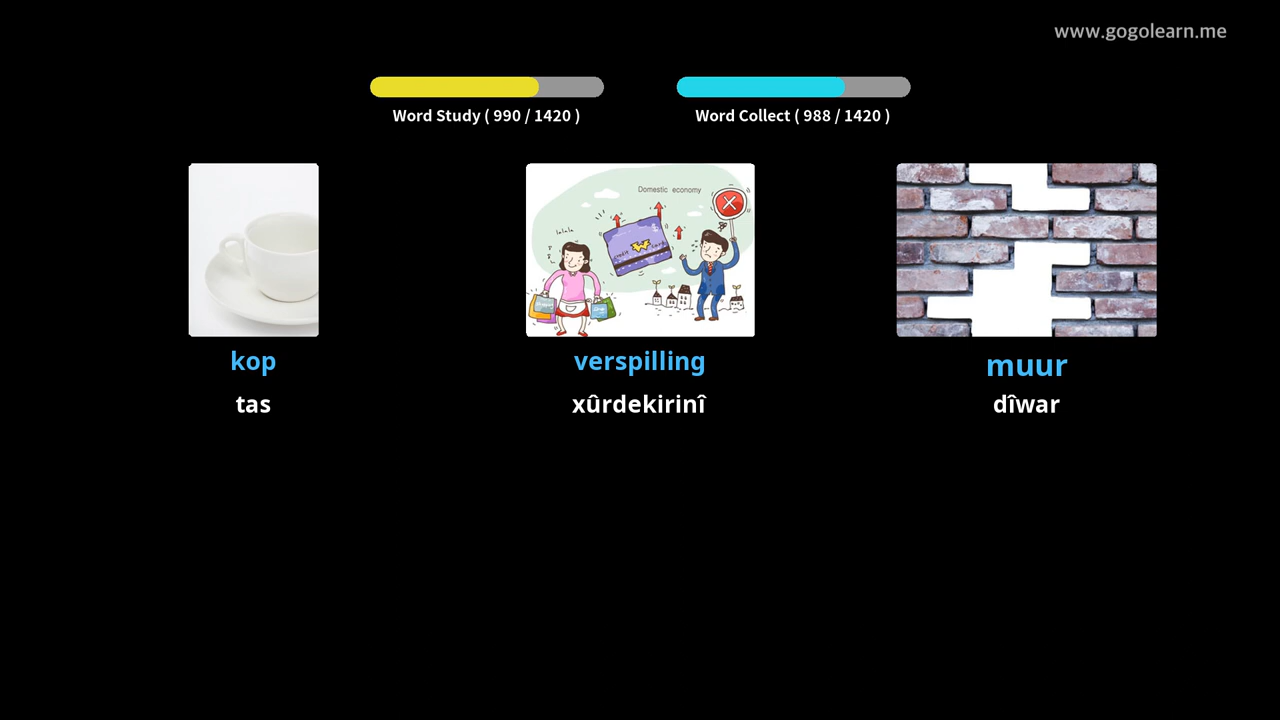 www.gogolearn.me
Word Study ( 990 / 1420 )
Word Collect ( 988 / 1420 )
Domestic economy
lalala
kop
verspilling
muur
tas
xûrdekirinî
dîwar